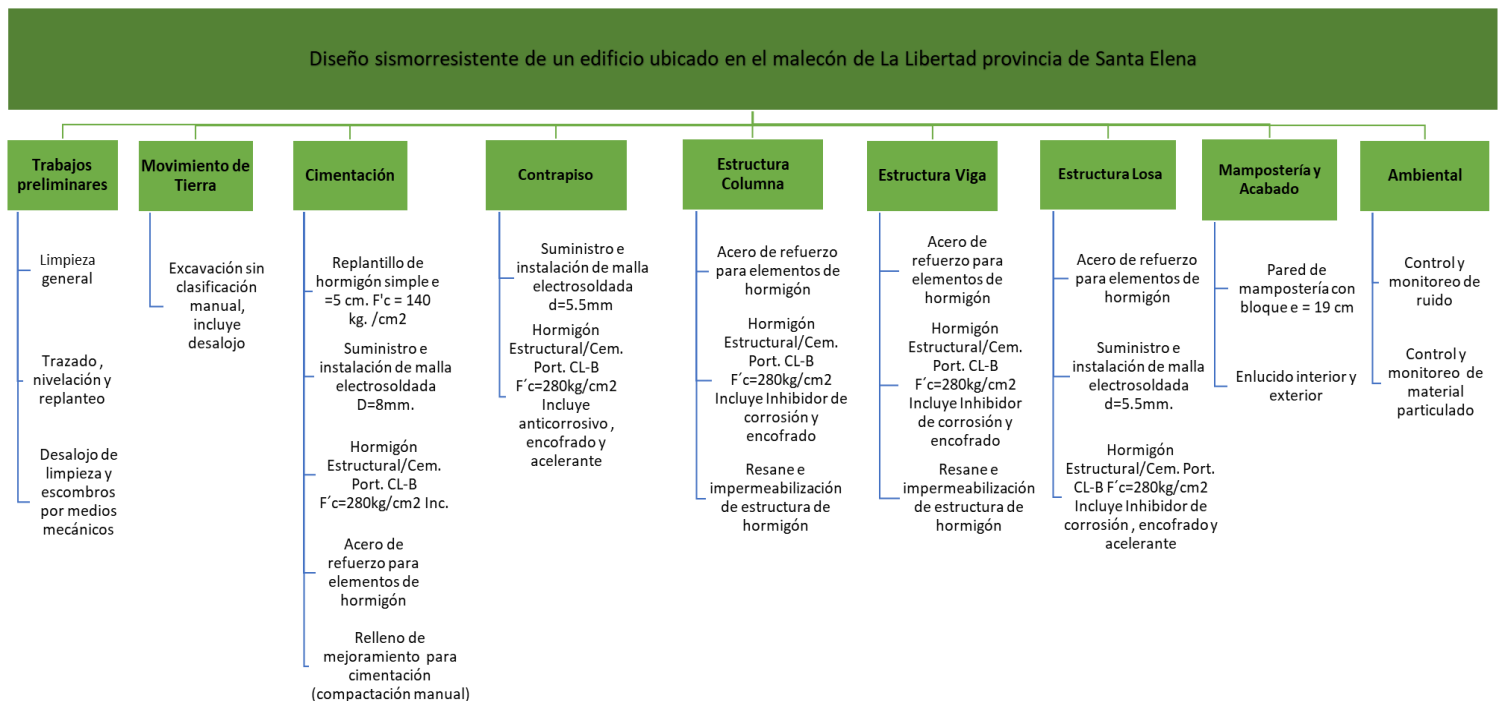 Diseño sismorresistente de un edificio ubicado en el malecón de La Libertad provincia de Santa Elena
Trabajos
preliminares
Limpieza
general
Trazado ,
nivelación y
replanteo
Desalojo de
limpieza y
escombros
por medios
mecánicos
Movimiento de
Tierra
Excavación sin
clasificación
manual,
incluye
desalojo
Cimentación
Replantillo de
hormigón simple e
=5 cm. F'c = 140
kg. /cm2
Suministro e
instalación de malla
electrosoldada
D=8mm.
Hormigón
Estructural/Cem.
Port. CL-B
F´c=280kg/cm2 Inc.
Acero de
refuerzo para
elementos de
hormigón
Relleno de
mejoramiento para
cimentación
(compactación manual)
Contrapiso
Suministro e
instalación de malla
electrosoldada
d=5.5mm
Hormigón
Estructural/Cem.
Port. CL-B
F´c=280kg/cm2
Incluye
anticorrosivo ,
encofrado y
acelerante
Estructura
Columna
Acero de refuerzo
para elementos de
hormigón
Hormigón
Estructural/Cem.
Port. CL-B
F´c=280kg/cm2
Incluye Inhibidor de
corrosión y
encofrado
Resane e
impermeabilización
de estructura de
hormigón
Estructura Viga
Acero de
refuerzo para
elementos de
hormigón
Hormigón
Estructural/Cem.
Port. CL-B
F´c=280kg/cm2
Incluye Inhibidor
de corrosión y
encofrado
Resane e
impermeabilización
de estructura de
hormigón
Estructura Losa
Acero de refuerzo
para elementos de
hormigón
Suministro e
instalación de malla
electrosoldada
d=5.5mm.
Hormigón
Estructural/Cem. Port.
CL-B F´c=280kg/cm2
Incluye Inhibidor de
corrosión , encofrado y
acelerante
Mampostería y
Acabado
Pared de
mampostería con
bloque e = 19 cm
Enlucido interior y
exterior
Ambiental
Control y
monitoreo de
ruido
Control y
monitoreo de
material
particulado